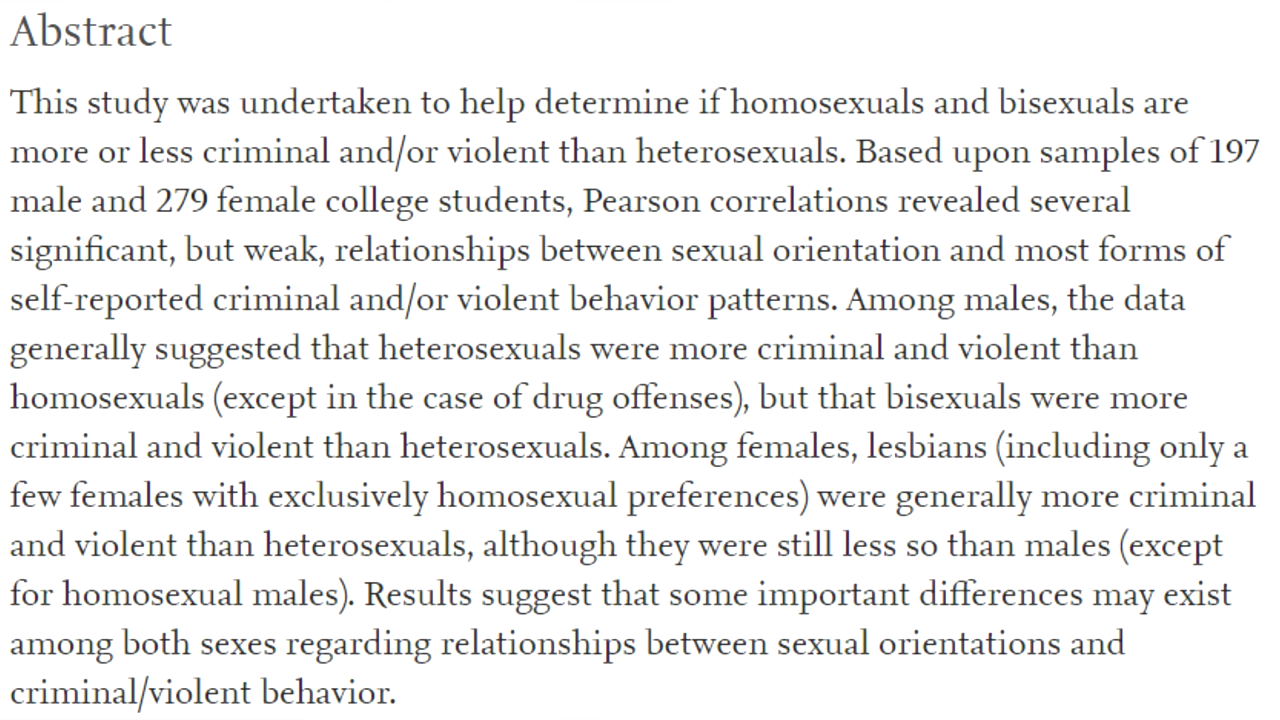 Abstract
This study was undertaken to help determine if homosexuals and bisexuals are
more or less criminal and/or violent than heterosexuals. Based upon samples of 197
male and 279 female college students, Pearson correlations revealed several
significant, but weak, relationships between sexual orientation and most forms of
self-reported criminal and/or violent behavior patterns. Among males, the data
generally suggested that heterosexuals were more criminal and violent than
homosexuals (except in the case of drug offenses), but that bisexuals were more
criminal and violent than heterosexuals. Among females, lesbians (including only a
few females with exclusively homosexual preferences) were generally more criminal
and violent than heterosexuals, although they were still less so than males (except
for homosexual males). Results suggest that some important differences may exist
among both sexes regarding relationships between sexual orientations and
criminal/violent behavior.